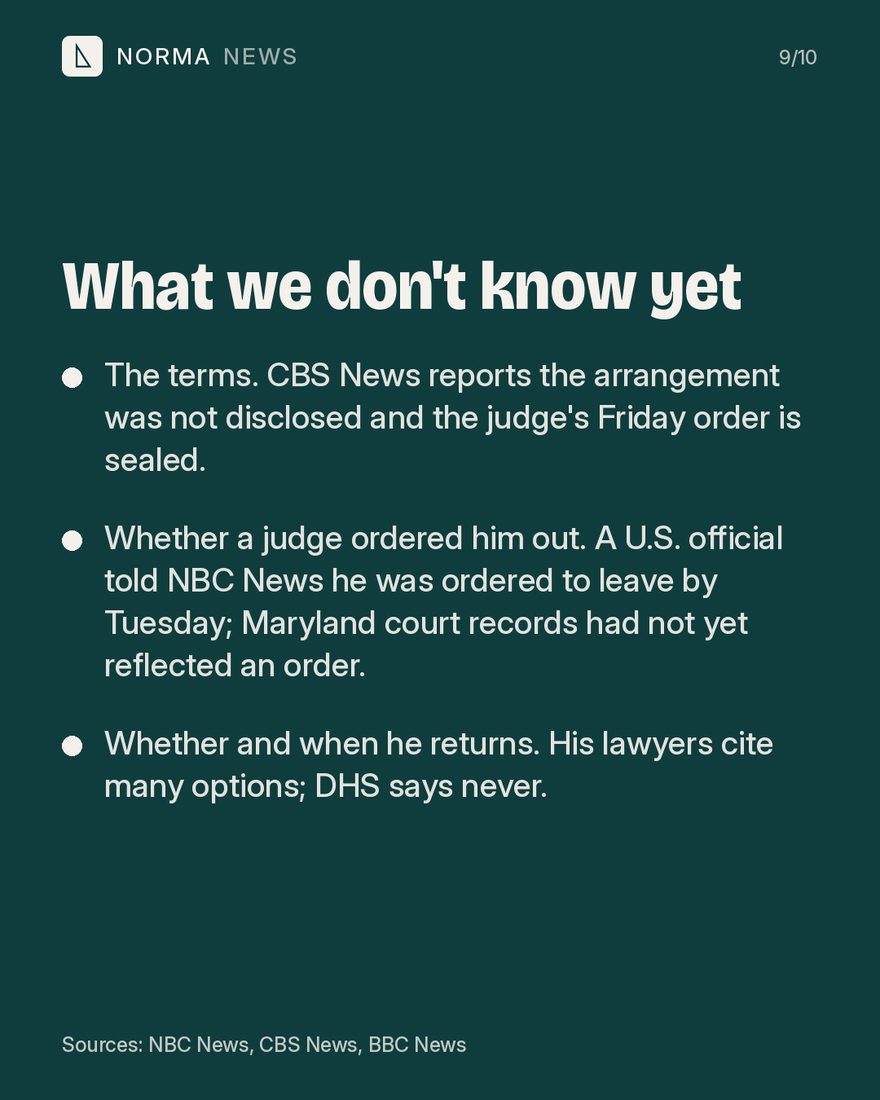 NORMA NEWS
9/10
What we don't know yet
The terms. CBS News reports the arrangement
was not disclosed and the judge's Friday order is
sealed.
Whether a judge ordered him out. A U.S. official
told NBC News he was ordered to leave by
Tuesday; Maryland court records had not yet
reflected an order.
Whether and when he returns. His lawyers cite
many options; DHS says never.
Sources: NBC News, CBS News, BBC News